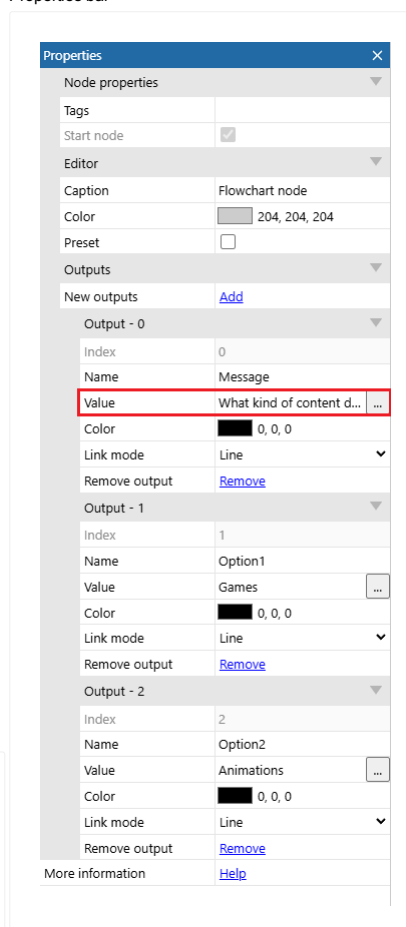 Properties bar
Properties
Node properties
Tags
Start node
Editor
Caption Flowchart node
Color 204, 204, 204
Preset
Outputs
New outputs Add
Output - 0
Index 0
Name Message
Value What kind of content d... ...
Color 0, 0, 0
Link mode Line
Remove output Remove
Output - 1
Index 1
Name Option1
Value Games ...
Color 0, 0, 0
Link mode Line
Remove output Remove
Output - 2
Index 2
Name Option2
Value Animations ...
Color 0, 0, 0
Link mode Line
Remove output Remove
More information Help